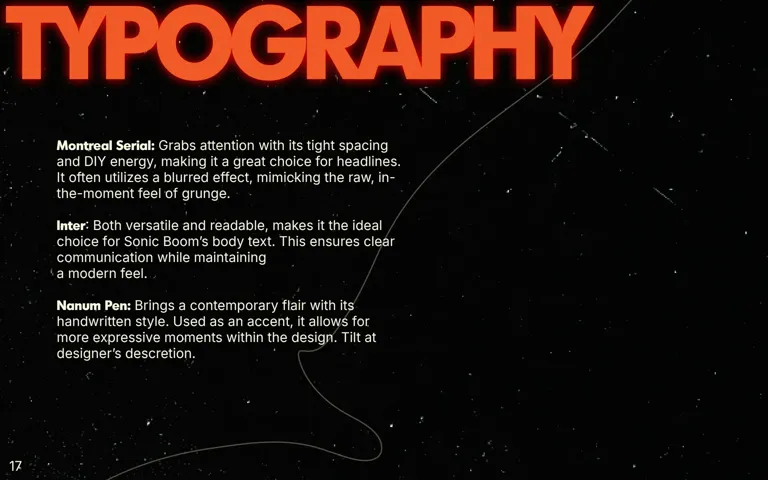 TYPOGRAPHY
Montreal Serial: Grabs attention with its tight spacing
and DIY energy, making it a great choice for headlines.
It often utilizes a blurred effect, mimicking the raw, in-
the-moment feel of grunge.
Inter: Both versatile and readable, makes it the ideal
choice for Sonic Boom’s body text. This ensures clear
communication while maintaining
a modern feel.
Nanum Pen: Brings a contemporary flair with its
handwritten style. Used as an accent, it allows for
more expressive moments within the design. Tilt at
designer’s descretion.
17